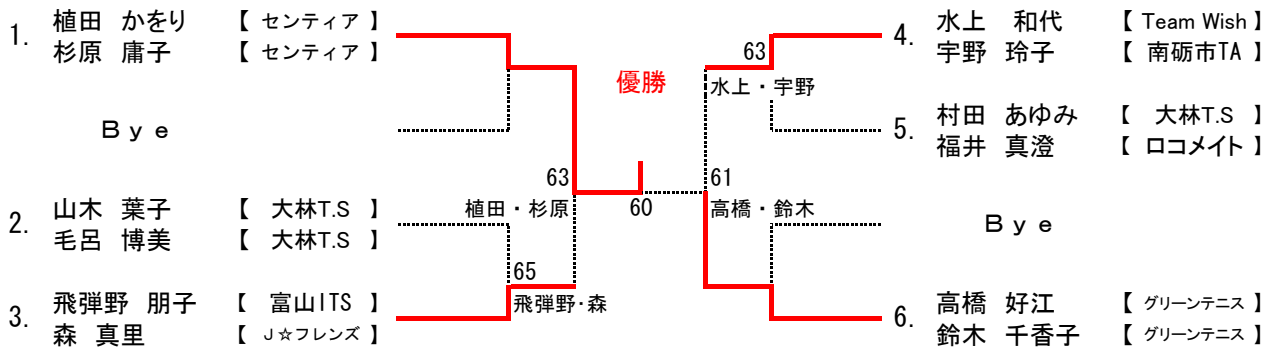 1. 植田 かをり 【 センティア 】
杉原 庸子 【 センティア 】
Bye
2. 山木 葉子 【 大林T.S 】
毛呂 博美 【 大林T.S 】
3. 飛弾野 朋子 【 富山ITS 】
森 真里 【 J☆フレンズ 】
65
飛弾野・森
63
植田・杉原
優勝
60
63
水上・宇野
61
高橋・鈴木
4. 水上 和代 【 Team Wish 】
宇野 玲子 【 南砺市TA 】
5. 村田 あゆみ 【 大林T.S 】
福井 真澄 【 ロコメイト 】
Bye
6. 高橋 好江 【 グリーンテニス 】
鈴木 千香子 【 グリーンテニス 】